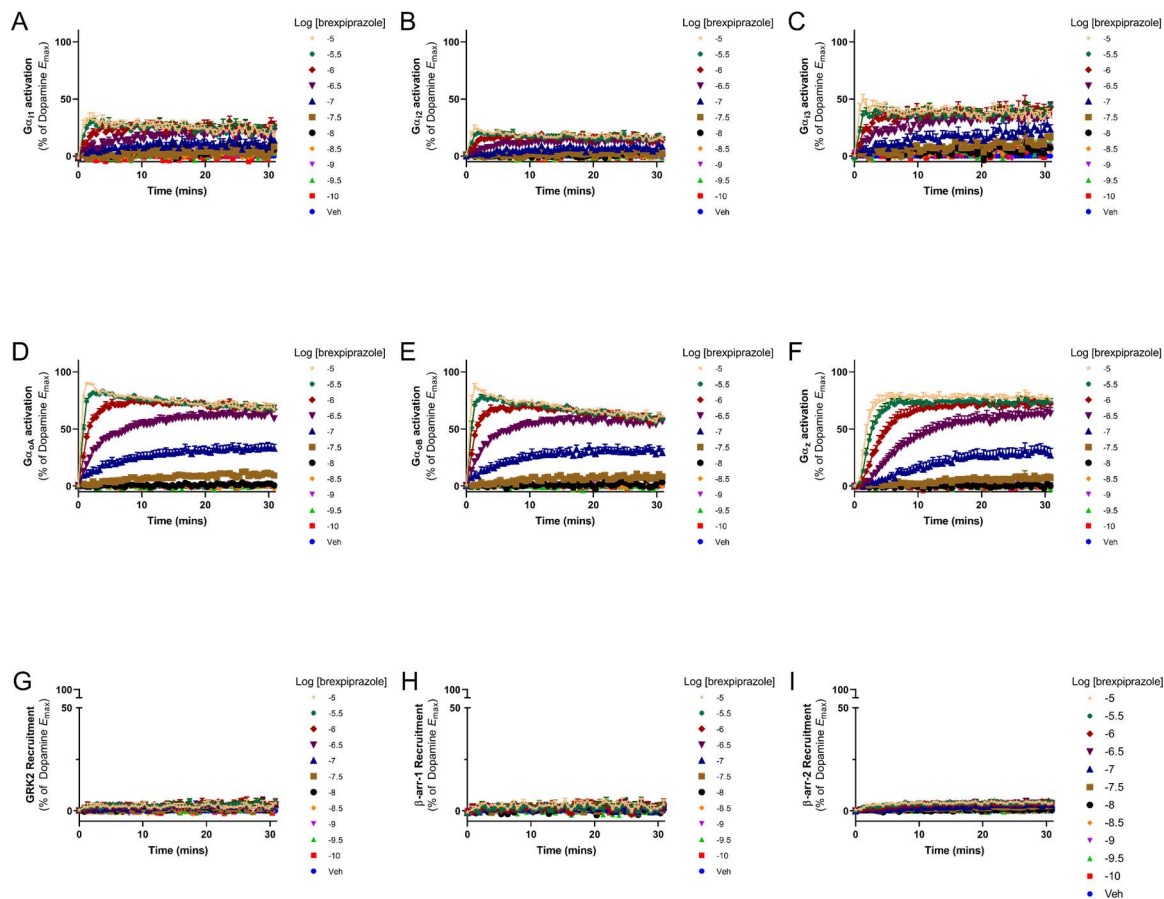 A
Log [brexpiprazole]
Gαi1 activation
(% of Dopamine Emax)
100
50
0
0 10 20 30
Time (mins)
-5
-5.5
-6
-6.5
-7
-7.5
-8
-8.5
-9
-9.5
-10
Veh
B
Log [brexpiprazole]
Gαi2 activation
(% of Dopamine Emax)
100
50
0
0 10 20 30
Time (mins)
-5
-5.5
-6
-6.5
-7
-7.5
-8
-8.5
-9
-9.5
-10
Veh
C
Log [brexpiprazole]
Gαi3 activation
(% of Dopamine Emax)
100
50
0
0 10 20 30
Time (mins)
-5
-5.5
-6
-6.5
-7
-7.5
-8
-8.5
-9
-9.5
-10
Veh
D
Log [brexpiprazole]
GαoA activation
(% of Dopamine Emax)
100
50
0
0 10 20 30
Time (mins)
-5
-5.5
-6
-6.5
-7
-7.5
-8
-8.5
-9
-9.5
-10
Veh
E
Log [brexpiprazole]
GαoB activation
(% of Dopamine Emax)
100
50
0
0 10 20 30
Time (mins)
-5
-5.5
-6
-6.5
-7
-7.5
-8
-8.5
-9
-9.5
-10
Veh
F
Log [brexpiprazole]
Gαz activation
(% of Dopamine Emax)
100
50
0
0 10 20 30
Time (mins)
-5
-5.5
-6
-6.5
-7
-7.5
-8
-8.5
-9
-9.5
-10
Veh
G
Log [brexpiprazole]
GRK2 Recruitment
(% of Dopamine Emax)
100
50
0
0 10 20 30
Time (mins)
-5
-5.5
-6
-6.5
-7
-7.5
-8
-8.5
-9
-9.5
-10
Veh
H
Log [brexpiprazole]
β-arr-1 Recruitment
(% of Dopamine Emax)
100
50
0
0 10 20 30
Time (mins)
-5
-5.5
-6
-6.5
-7
-7.5
-8
-8.5
-9
-9.5
-10
Veh
I
Log [brexpiprazole]
β-arr-2 Recruitment
(% of Dopamine Emax)
100
50
0
0 10 20 30
Time (mins)
-5
-5.5
-6
-6.5
-7
-7.5
-8
-8.5
-9
-9.5
-10
Veh